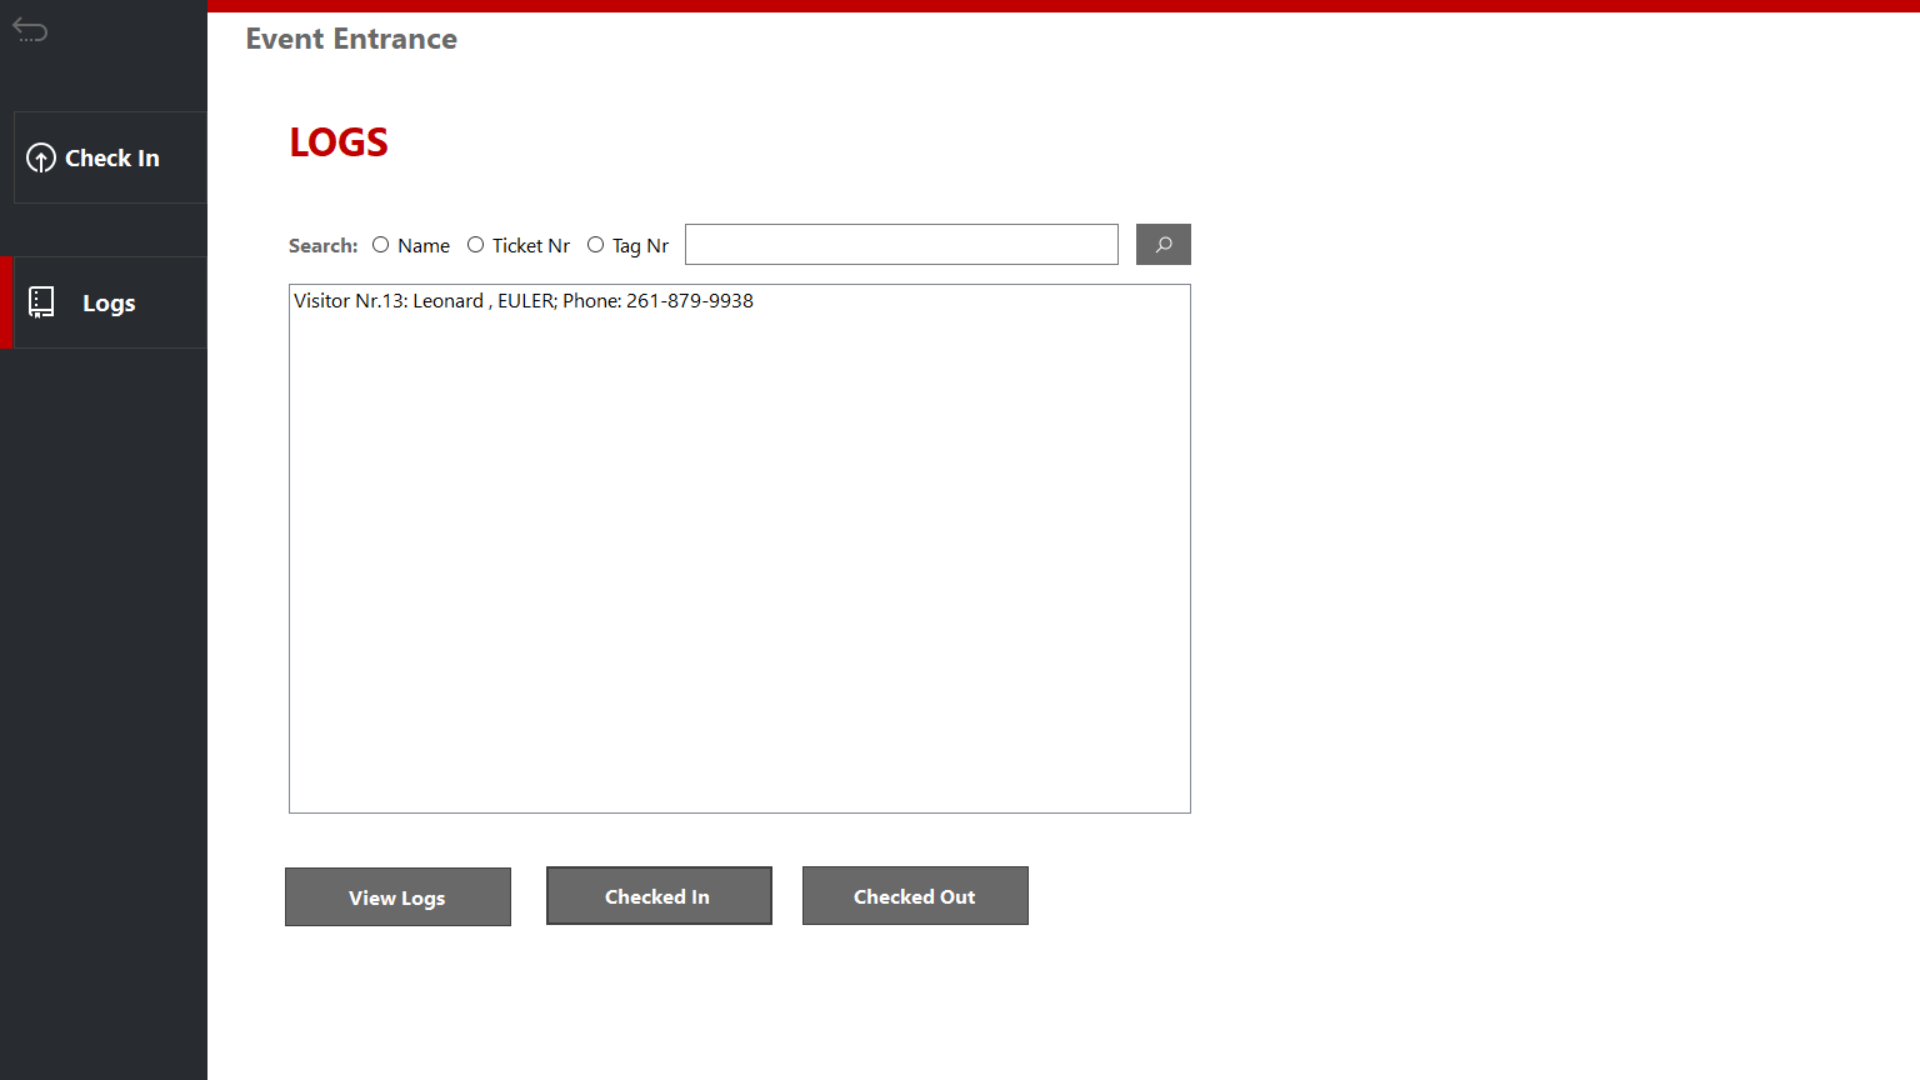 Event Entrance
Check In
Logs
LOGS
Search: Name Ticket Nr Tag Nr
Visitor Nr.13: Leonard , EULER; Phone: 261-879-9938
View Logs
Checked In
Checked Out